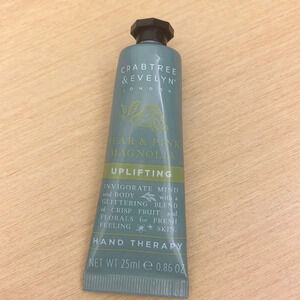 CRABTREE
& EVELYN®
LONDON
PEAR & PINK
MAGNOLIA
UPLIFTING
INVIGORATE MIND
and BODY with a
GLITTERING BLEND
of CRISP FRUIT and
FLORALS for FRESH
FEELING SKIN
HAND THERAPY
NET WT 25ml ℮ 0.86 OZ